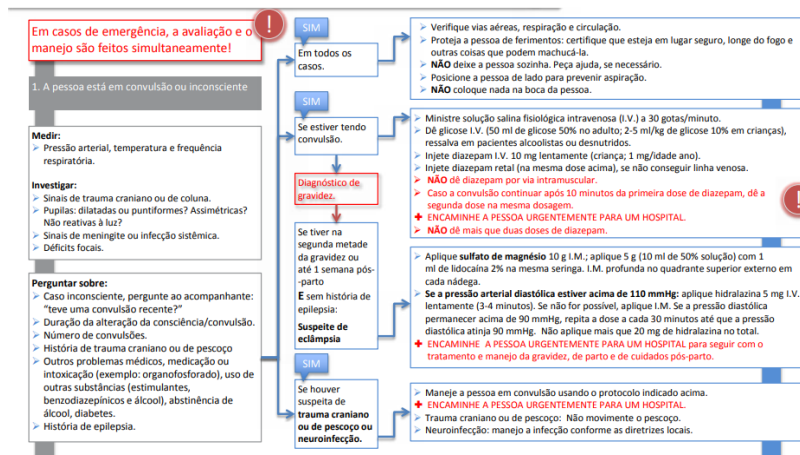 Em casos de emergência, a avaliação e o
manejo são feitos simultaneamente!
!
1. A pessoa está em convulsão ou inconsciente
Medir:
Pressão arterial, temperatura e frequência
respiratória.
Investigar:
Sinais de trauma craniano ou de coluna.
Pupilas: dilatadas ou puntiformes? Assimétricas?
Não reativas à luz?
Sinais de meningite ou infecção sistêmica.
Déficits focais.
Perguntar sobre:
Caso inconsciente, pergunte ao acompanhante:
“teve uma convulsão recente?”
Duração da alteração da consciência/convulsão.
Número de convulsões.
História de trauma craniano ou de pescoço
Outros problemas médicos, medicação ou
intoxicação (exemplo: organofosforado), uso de
outras substâncias (estimulantes,
benzodiazepínicos e álcool), abstinência de
álcool, diabetes.
História de epilepsia.
SIM
Em todos os
casos.
Verifique vias aéreas, respiração e circulação.
Proteja a pessoa de ferimentos: certifique que esteja em lugar seguro, longe do fogo e
outras coisas que podem machucá-la.
NÃO deixe a pessoa sozinha. Peça ajuda, se necessário.
Posicione a pessoa de lado para prevenir aspiração.
NÃO coloque nada na boca da pessoa.
SIM
Se estiver tendo
convulsão.
Ministre solução salina fisiológica intravenosa (I.V.) a 30 gotas/minuto.
Dê glicose I.V. (50 ml de glicose 50% no adulto; 2-5 ml/kg de glicose 10% em crianças),
ressalva em pacientes alcoolistas ou desnutridos.
Injete diazepam I.V. 10 mg lentamente (criança; 1 mg/idade ano).
Injete diazepam retal (na mesma dose acima), se não conseguir linha venosa.
NÃO dê diazepam por via intramuscular.
Caso a convulsão continuar após 10 minutos da primeira dose de diazepam, dê a
segunda dose na mesma dosagem.
ENCAMINHE A PESSOA URGENTEMENTE PARA UM HOSPITAL.
NÃO dê mais que duas doses de diazepam.
!
Diagnóstico de
gravidez.
Se tiver na
segunda metade
da gravidez ou
até 1 semana pós-
parto
E sem história de
epilepsia:
Suspeite de
eclâmpsia
Aplique sulfato de magnésio 10 g I.M.; aplique 5 g (10 ml de 50% solução) com 1
ml de lidocaína 2% na mesma seringa. I.M. profunda no quadrante superior externo em
cada nádega.
Se a pressão arterial diastólica estiver acima de 110 mmHg: aplique hidralazina 5 mg I.V.
lentamente (3-4 minutos). Se não for possível, aplique I.M. Se a pressão diastólica
permanecer acima de 90 mmHg, repita a dose a cada 30 minutos até que a pressão
diastólica atinja 90 mmHg. Não aplique mais que 20 mg de hidralazina no total.
ENCAMINHE A PESSOA URGENTEMENTE PARA UM HOSPITAL para seguir com o
tratamento e manejo da gravidez, de parto e de cuidados pós-parto.
SIM
Se houver
suspeita de
trauma craniano
ou de pescoço ou
neuroinfecção.
Maneje a pessoa em convulsão usando o protocolo indicado acima.
ENCAMINHE A PESSOA URGENTEMENTE PARA UM HOSPITAL.
Trauma craniano ou de pescoço: Não movimente o pescoço.
Neuroinfecção: manejo a infecção conforme as diretrizes locais.